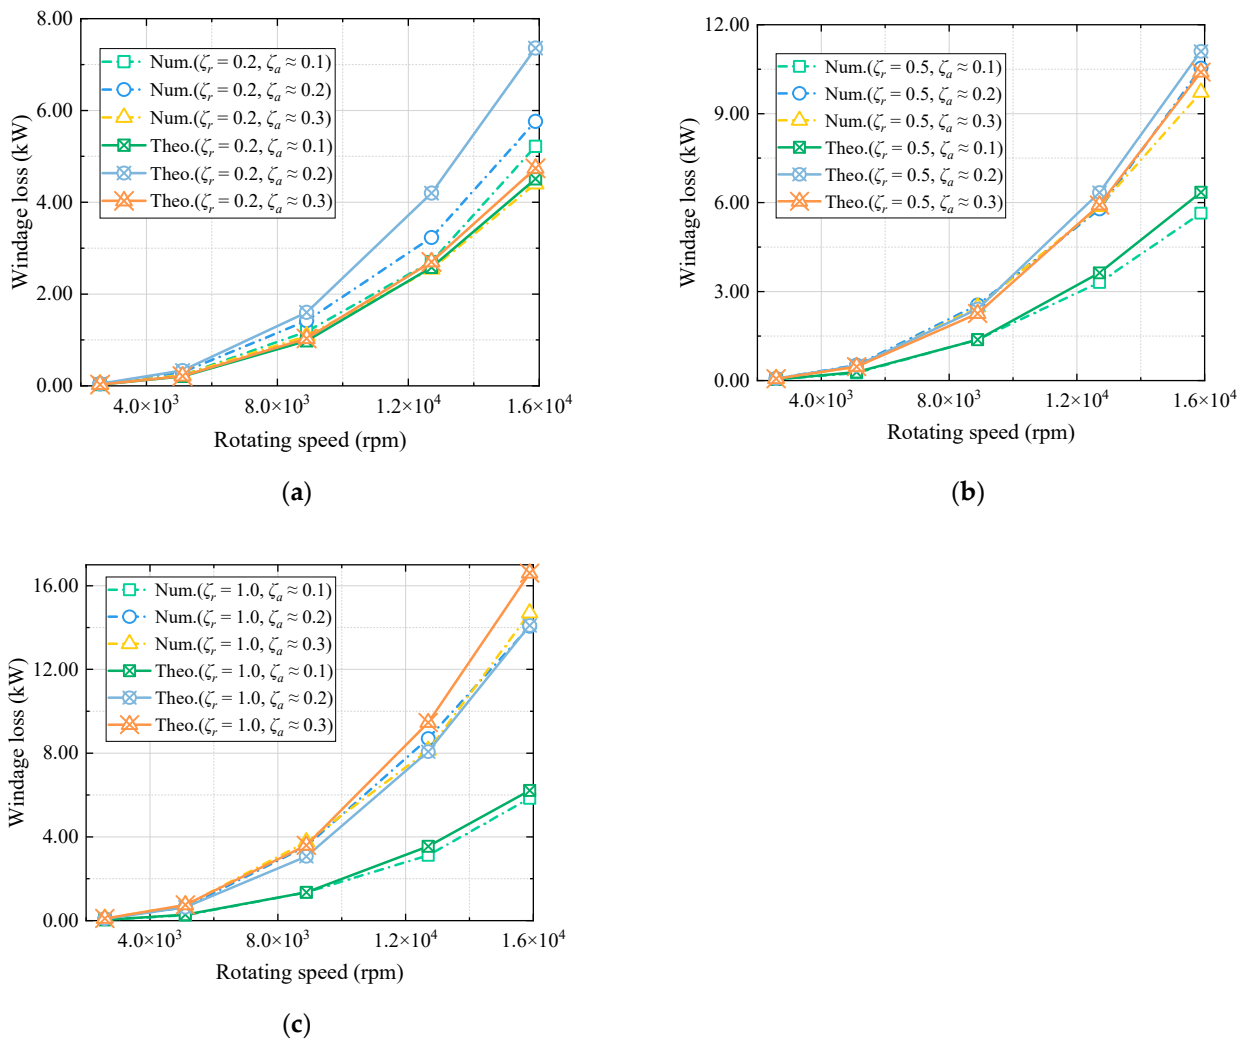 8.00
6.00
4.00
2.00
0.00
Windage loss (kW)
Num.(ζr = 0.2, ζa ≈ 0.1)
Num.(ζr = 0.2, ζa ≈ 0.2)
Num.(ζr = 0.2, ζa ≈ 0.3)
Theo.(ζr = 0.2, ζa ≈ 0.1)
Theo.(ζr = 0.2, ζa ≈ 0.2)
Theo.(ζr = 0.2, ζa ≈ 0.3)
4.0×10³ 8.0×10³ 1.2×10⁴ 1.6×10⁴
Rotating speed (rpm)
(a)
12.00
9.00
6.00
3.00
0.00
Windage loss (kW)
Num.(ζr = 0.5, ζa ≈ 0.1)
Num.(ζr = 0.5, ζa ≈ 0.2)
Num.(ζr = 0.5, ζa ≈ 0.3)
Theo.(ζr = 0.5, ζa ≈ 0.1)
Theo.(ζr = 0.5, ζa ≈ 0.2)
Theo.(ζr = 0.5, ζa ≈ 0.3)
4.0×10³ 8.0×10³ 1.2×10⁴ 1.6×10⁴
Rotating speed (rpm)
(b)
16.00
12.00
8.00
4.00
0.00
Windage loss (kW)
Num.(ζr = 1.0, ζa ≈ 0.1)
Num.(ζr = 1.0, ζa ≈ 0.2)
Num.(ζr = 1.0, ζa ≈ 0.3)
Theo.(ζr = 1.0, ζa ≈ 0.1)
Theo.(ζr = 1.0, ζa ≈ 0.2)
Theo.(ζr = 1.0, ζa ≈ 0.3)
4.0×10³ 8.0×10³ 1.2×10⁴ 1.6×10⁴
Rotating speed (rpm)
(c)